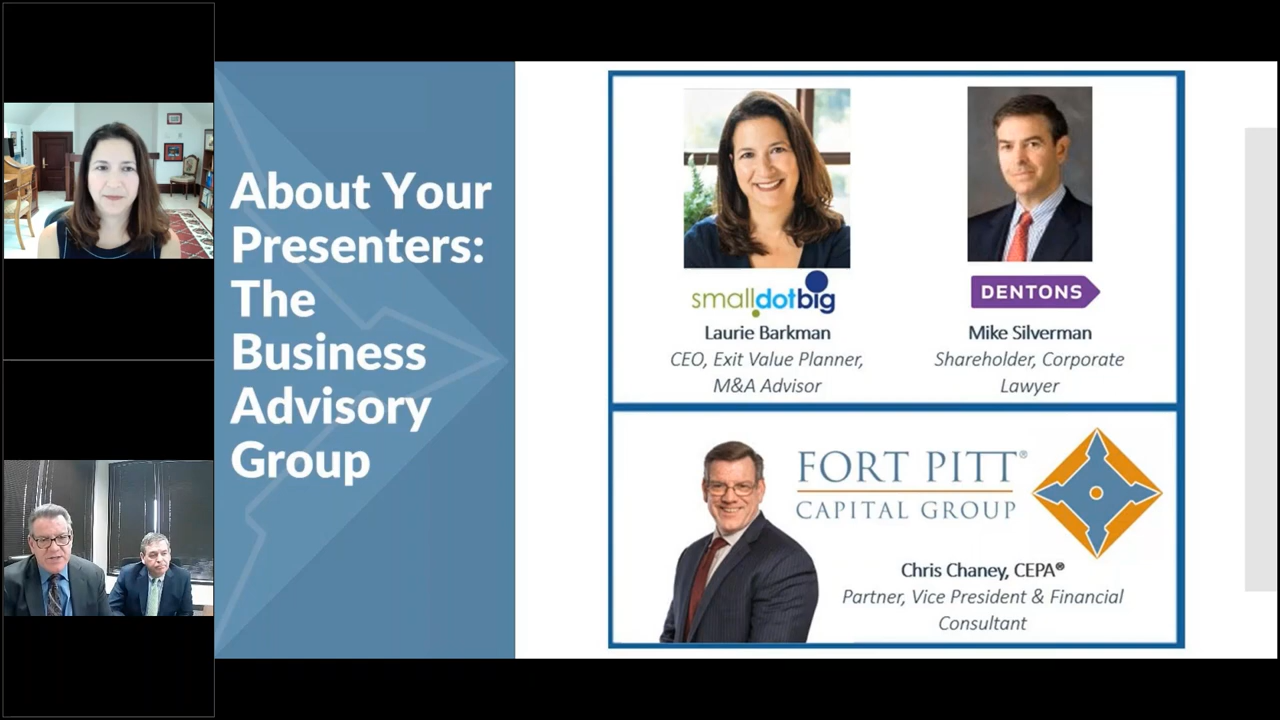 About Your
Presenters:
The
Business
Advisory
Group
smalldotbig
Laurie Barkman
CEO, Exit Value Planner,
M&A Advisor
DENTONS
Mike Silverman
Shareholder, Corporate
Lawyer
FORT PITT®
CAPITAL GROUP
Chris Chaney, CEPA®
Partner, Vice President & Financial
Consultant